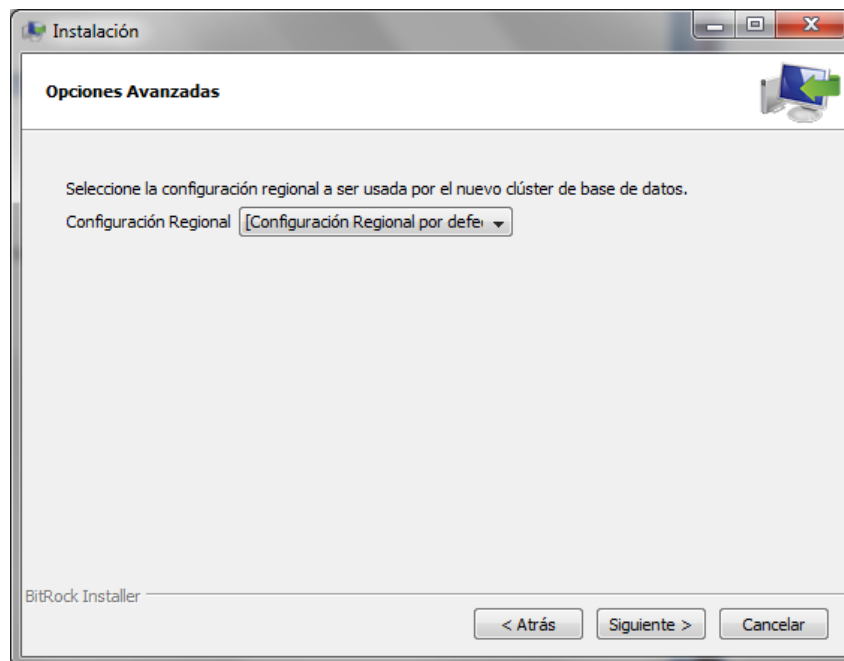 Instalación
Opciones Avanzadas
Seleccione la configuración regional a ser usada por el nuevo clúster de base de datos.
Configuración Regional [Configuración Regional por defe
BitRock Installer
< Atrás Siguiente > Cancelar